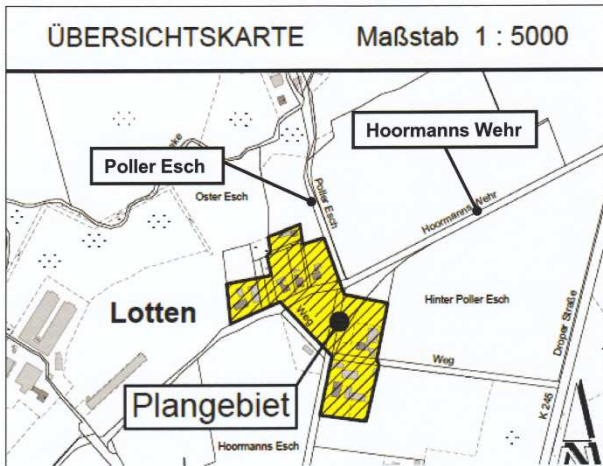 ÜBERSICHTSKARTE Maßstab 1 : 5000
Hoormanns Wehr
Poller Esch
Oster Esch
Poller Esch
Hoormanns Wehr
Lotten
Weg
Hinter Poller Esch
Droper Straße
Weg
Plangebiet
K 245
Hoormanns Esch
N